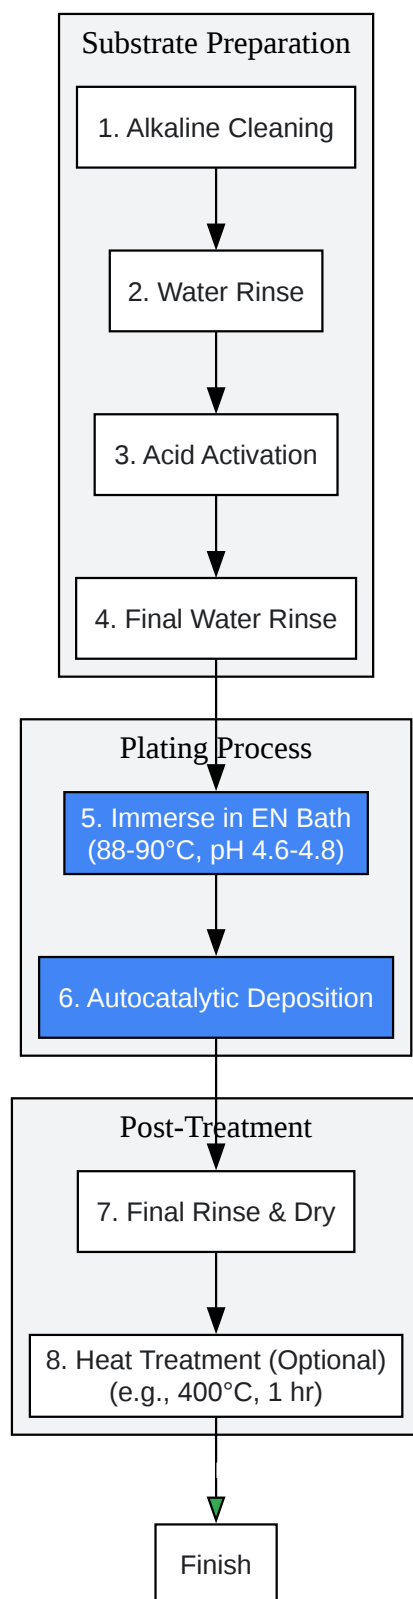 Substrate Preparation
1. Alkaline Cleaning
2. Water Rinse
3. Acid Activation
4. Final Water Rinse
Plating Process
5. Immerse in EN Bath
(88-90°C, pH 4.6-4.8)
6. Autocatalytic Deposition
Post-Treatment
7. Final Rinse & Dry
8. Heat Treatment (Optional)
(e.g., 400°C, 1 hr)
Finish